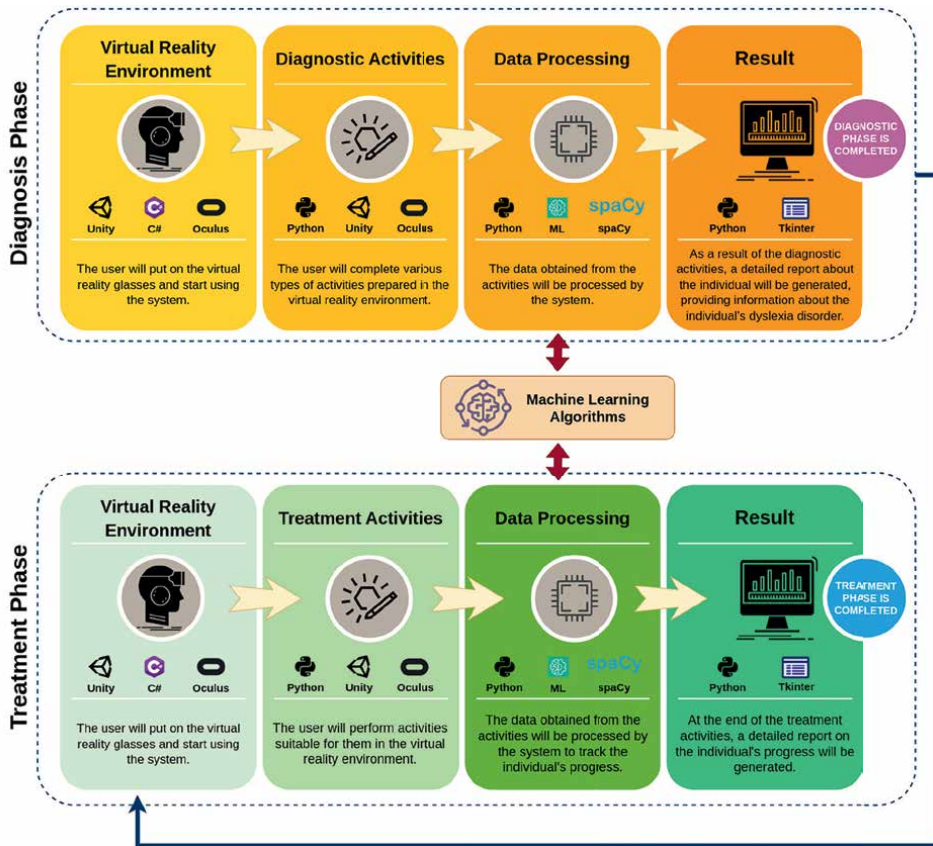 Diagnosis Phase
Virtual Reality
Environment
Unity
C#
Oculus
The user will put on the virtual
reality glasses and start using
the system.
Diagnostic Activities
Python
Unity
Oculus
The user will complete various
types of activities prepared in the
virtual reality environment.
Data Processing
spaCy
Python
ML
spaCy
The data obtained from the
activities will be processed by
the system.
Result
Python
Tkinter
As a result of the diagnostic
activities, a detailed report about
the individual will be generated,
providing information about the
individual's dyslexia disorder.
DIAGNOSTIC
PHASE IS
COMPLETED
Machine Learning
Algorithms
Treatment Phase
Virtual Reality
Environment
Unity
C#
Oculus
The user will put on the virtual
reality glasses and start using
the system.
Treatment Activities
Python
Unity
Oculus
The user will perform activities
suitable for them in the virtual
reality environment.
Data Processing
spaCy
Python
ML
spaCy
The data obtained from the
activities will be processed by
the system to track the
individual's progress.
Result
Python
Tkinter
At the end of the treatment
activities, a detailed report on
the individual's progress will be
generated.
TREATMENT
PHASE IS
COMPLETED